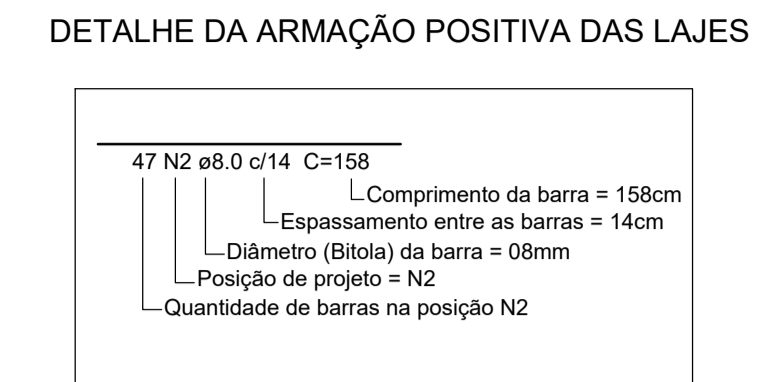 DETALHE DA ARMAÇÃO POSITIVA DAS LAJES
47 N2 ø8.0 c/14 C=158
Comprimento da barra = 158cm
Espassamento entre as barras = 14cm
Diâmetro (Bitola) da barra = 08mm
Posição de projeto = N2
Quantidade de barras na posição N2